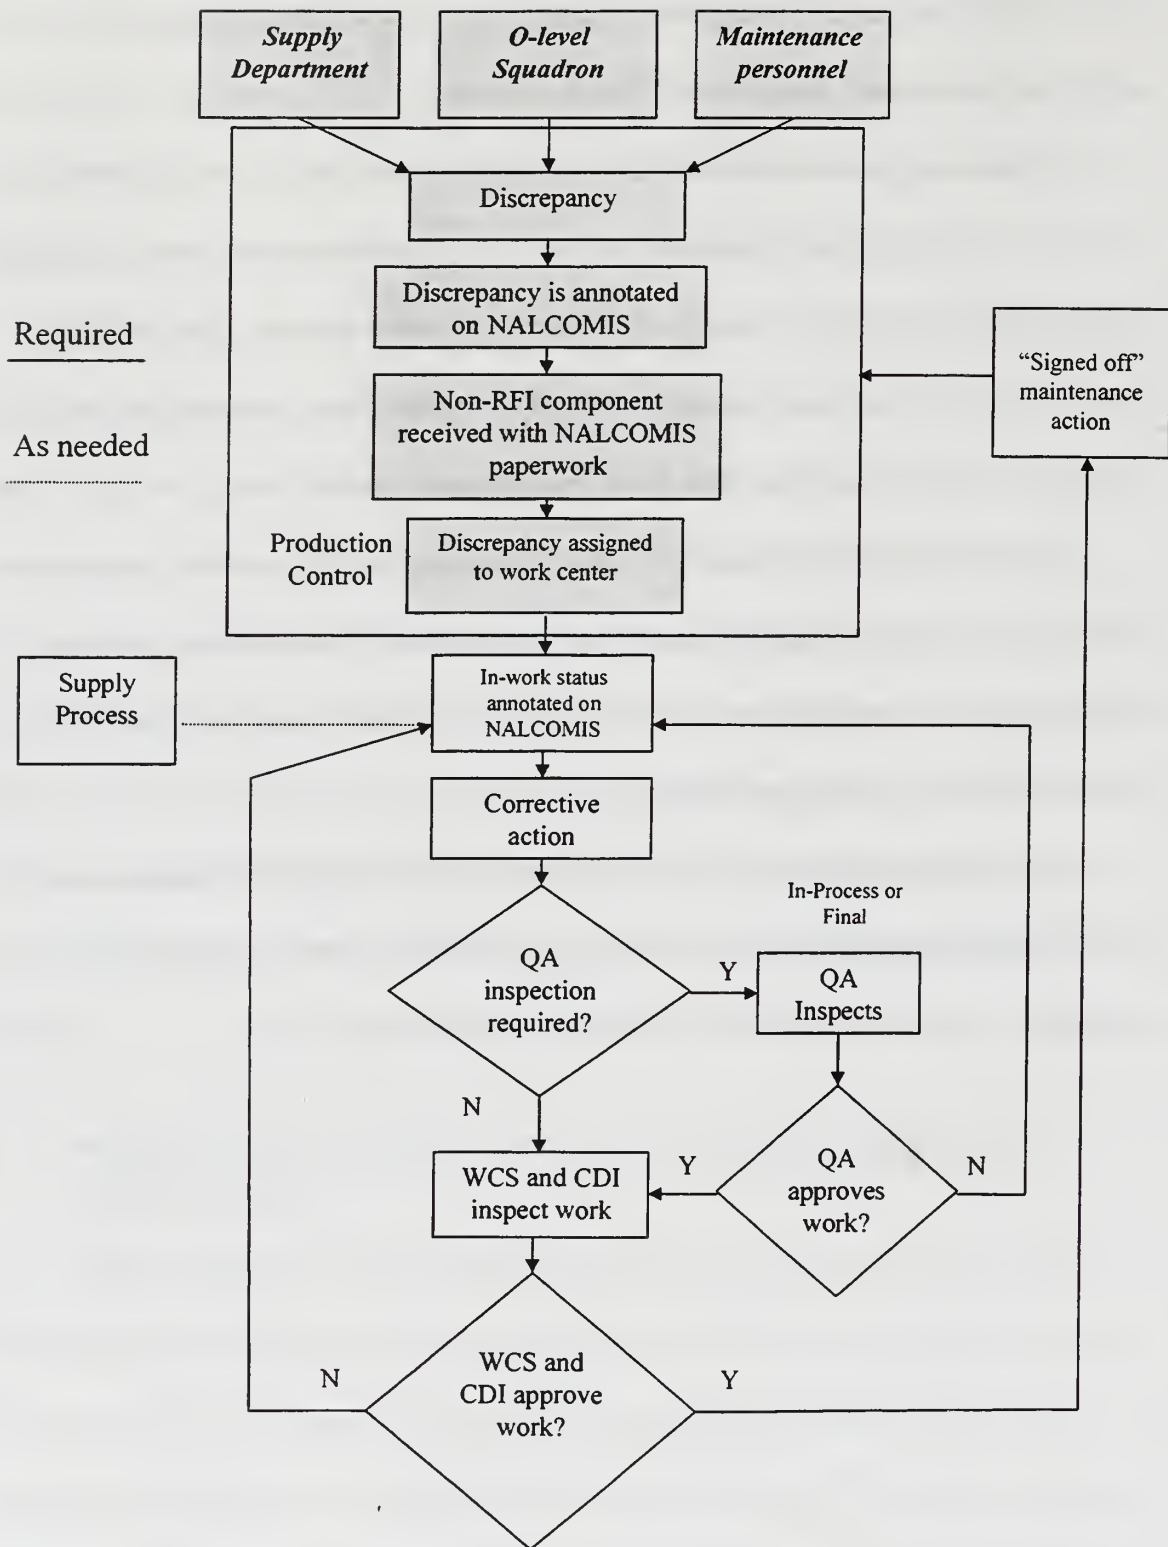 Supply
Department
O-level
Squadron
Maintenance
personnel
Discrepancy
Discrepancy is annotated
on NALCOMIS
Required
As needed
Non-RFI component
received with NALCOMIS
paperwork
"Signed off"
maintenance
action
Production
Control
Discrepancy assigned
to work center
Supply
Process
In-work status
annotated on
NALCOMIS
Corrective
action
In-Process or
Final
QA
inspection
required?
Y
QA
Inspects
N
WCS and CDI
inspect work
Y
QA
approves
work?
N
N
WCS and
CDI approve
work?
Y